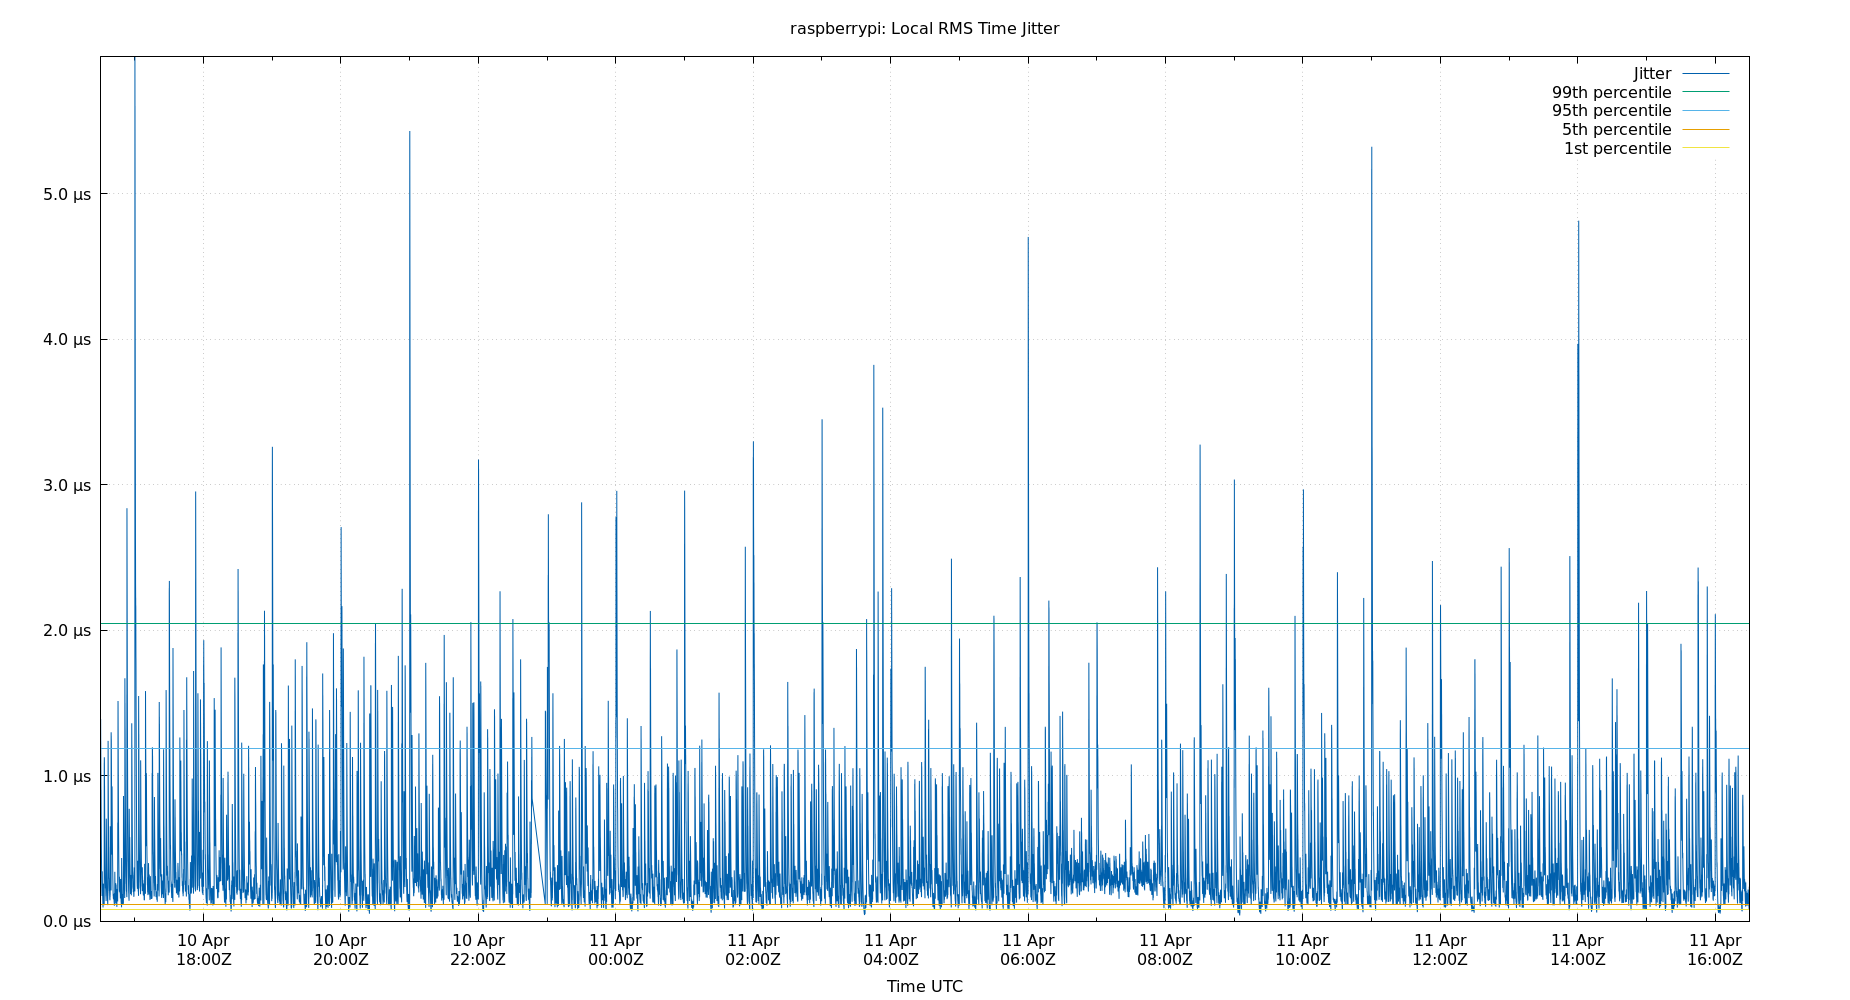 raspberrypi: Local RMS Time Jitter
Jitter
99th percentile
95th percentile
5th percentile
1st percentile
5.0 µs
4.0 µs
3.0 µs
2.0 µs
1.0 µs
0.0 µs
10 Apr 10 Apr 10 Apr 11 Apr 11 Apr 11 Apr 11 Apr 11 Apr 11 Apr 11 Apr 11 Apr 11 Apr
18:00Z 20:00Z 22:00Z 00:00Z 02:00Z 04:00Z 06:00Z 08:00Z 10:00Z 12:00Z 14:00Z 16:00Z
Time UTC